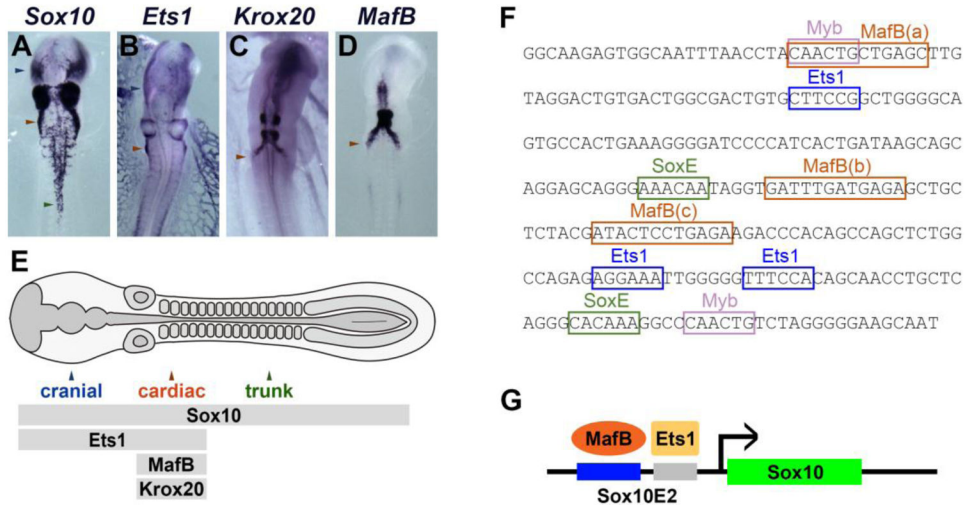 Sox10 Ets1 Krox20 MafB
A B C D
E
cranial cardiac trunk
Sox10
Ets1
MafB
Krox20
F
Myb MafB(a)
GGCAAGAGTGGCAATTTAACCTACAACTGCTGAGCTTG
Ets1
TAGGACTGTGACTGGCGACTGTGCTTCCGGCTGGGGCA
GTGCCACTGAAAGGGGATCCCCATCACTGATAAGCAGC
SoxE MafB(b)
AGGAGCAGGGAAACAATAGGTGATTTGATGAGAGCTGC
MafB(c)
TCTACGATACTCCTGAGAAGACCCACAGCCAGCTCTGG
Ets1 Ets1
CCAGAGAGGAAATTGGGGGTTTCCACAGCAACCTGCTC
SoxE Myb
AGGGCACAAAGGCCCAACTGTCTAGGGGGAAGCAAT
G
MafB Ets1
Sox10
Sox10E2